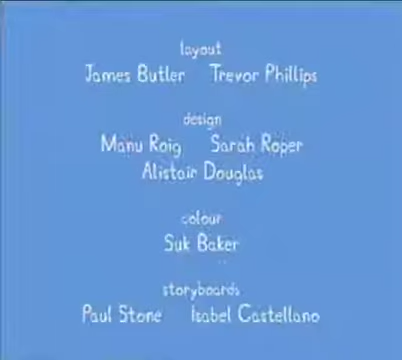 layout
James Butler Trevor Phillips
design
Manu Roig Sarah Roper
Alistair Douglas
colour
Suk Baker
storyboards
Paul Stone Isabel Castellano